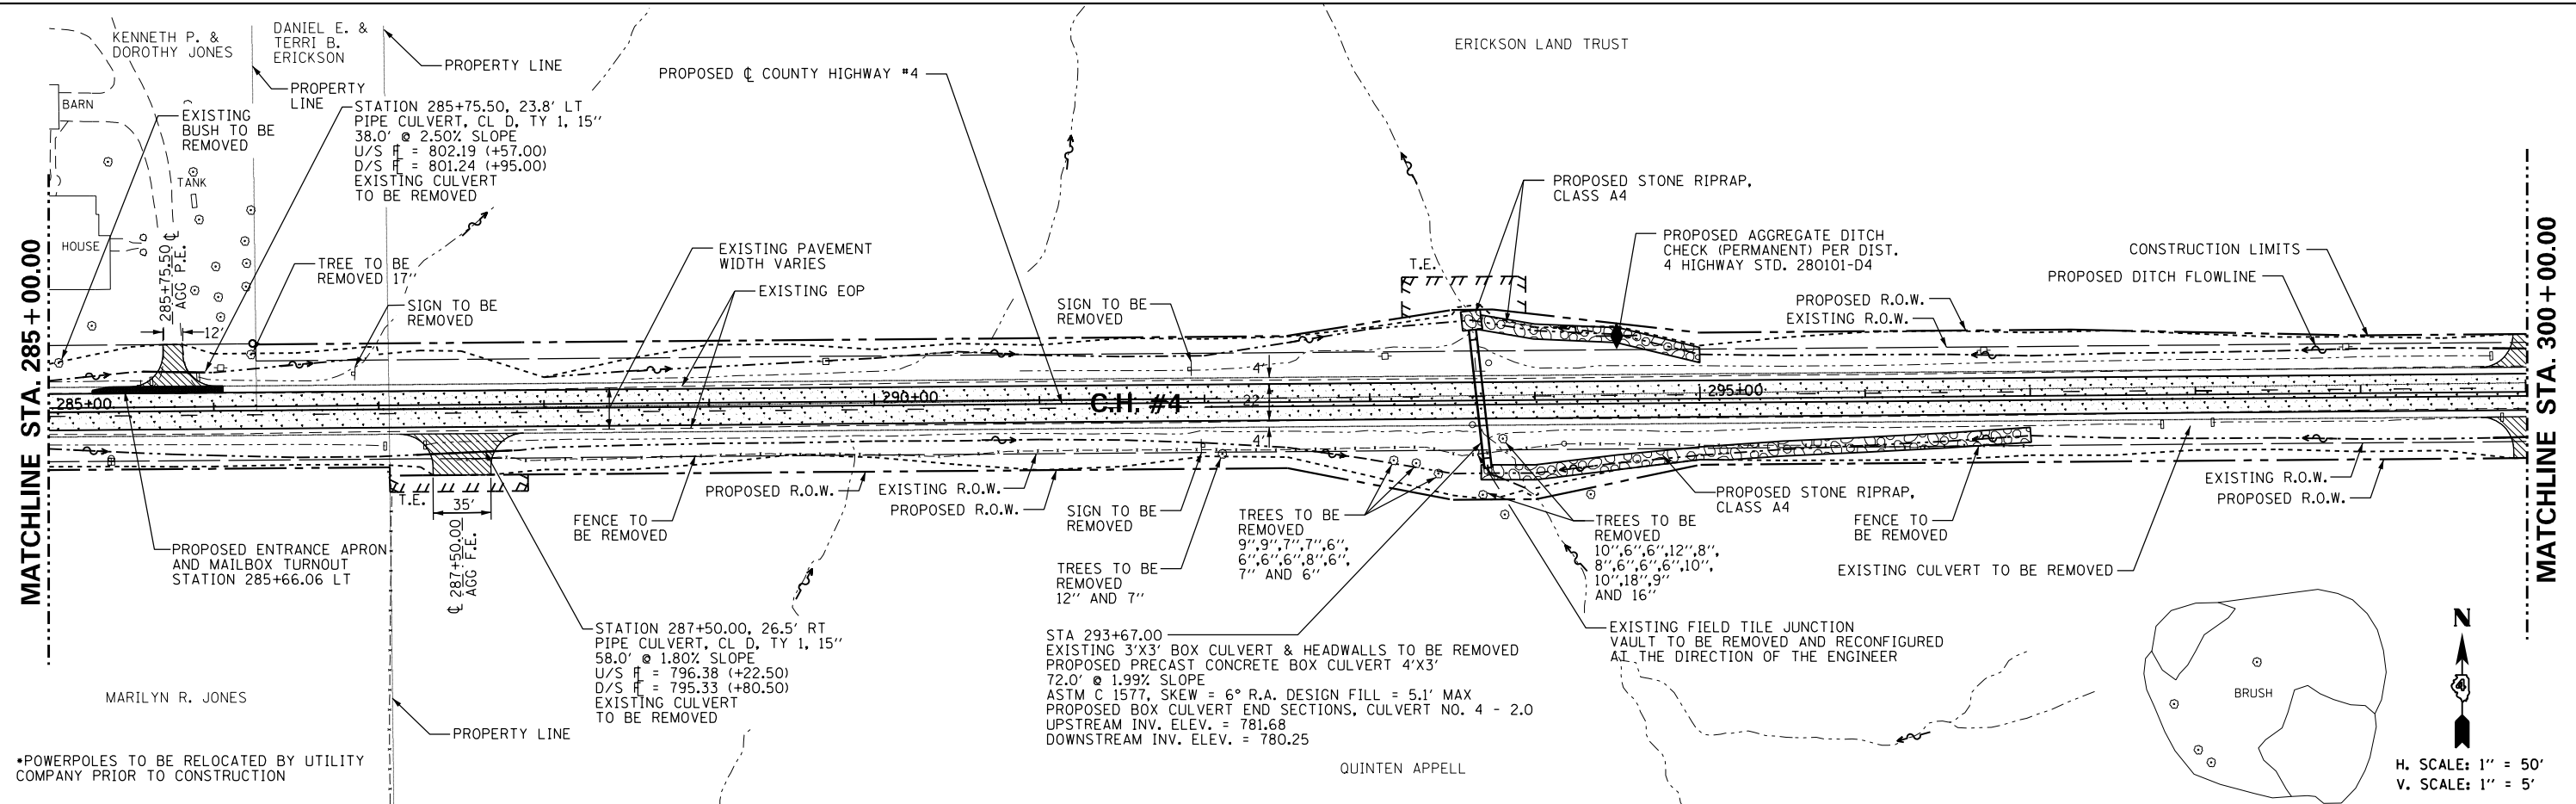 KENNETH P. &
DOROTHY JONES
DANIEL E. &
TERRI B.
ERICKSON
PROPERTY LINE
PROPERTY
LINE
BARN
EXISTING
BUSH TO BE
REMOVED
STATION 285+75.50, 23.8' LT
PIPE CULVERT, CL D, TY 1, 15''
38.0' @ 2.50% SLOPE
U/S FL = 802.19 (+57.00)
D/S FL = 801.24 (+95.00)
EXISTING CULVERT
TO BE REMOVED
PROPOSED ℄ COUNTY HIGHWAY #4
ERICKSON LAND TRUST
TANK
HOUSE
285+75.50 ℄
AGG P.E.
12'
TREE TO BE
REMOVED 17''
SIGN TO BE
REMOVED
EXISTING PAVEMENT
WIDTH VARIES
EXISTING EOP
SIGN TO BE
REMOVED
T.E.
PROPOSED STONE RIPRAP,
CLASS A4
PROPOSED AGGREGATE DITCH
CHECK (PERMANENT) PER DIST.
4 HIGHWAY STD. 280101-D4
PROPOSED R.O.W.
EXISTING R.O.W.
CONSTRUCTION LIMITS
PROPOSED DITCH FLOWLINE
MATCHLINE STA. 285+00.00
MATCHLINE STA. 300+00.00
285+00
290+00
C.H. #4
295+00
4'
22'
4'
T.E.
35'
℄ 287+50.00
AGG F.E.
PROPOSED ENTRANCE APRON
AND MAILBOX TURNOUT
STATION 285+66.06 LT
FENCE TO
BE REMOVED
PROPOSED R.O.W.
EXISTING R.O.W.
PROPOSED R.O.W.
SIGN TO BE
REMOVED
TREES TO BE
REMOVED
12'' AND 7''
TREES TO BE
REMOVED
9'',9'',7'',7'',6'',
6'',6'',6'',8'',6'',
7'' AND 6''
TREES TO BE
REMOVED
10'',6'',6'',12'',8'',
8'',6'',6'',6'',10'',
10'',18'',9''
AND 16''
PROPOSED STONE RIPRAP,
CLASS A4
FENCE TO
BE REMOVED
EXISTING R.O.W.
PROPOSED R.O.W.
EXISTING CULVERT TO BE REMOVED
STATION 287+50.00, 26.5' RT
PIPE CULVERT, CL D, TY 1, 15''
58.0' @ 1.80% SLOPE
U/S FL = 796.38 (+22.50)
D/S FL = 795.33 (+80.50)
EXISTING CULVERT
TO BE REMOVED
STA 293+67.00
EXISTING 3'X3' BOX CULVERT & HEADWALLS TO BE REMOVED
PROPOSED PRECAST CONCRETE BOX CULVERT 4'X3'
72.0' @ 1.99% SLOPE
ASTM C 1577, SKEW = 6° R.A. DESIGN FILL = 5.1' MAX
PROPOSED BOX CULVERT END SECTIONS, CULVERT NO. 4 - 2.0
UPSTREAM INV. ELEV. = 781.68
DOWNSTREAM INV. ELEV. = 780.25
EXISTING FIELD TILE JUNCTION
VAULT TO BE REMOVED AND RECONFIGURED
AT THE DIRECTION OF THE ENGINEER
MARILYN R. JONES
PROPERTY LINE
QUINTEN APPELL
BRUSH
N
4
*POWERPOLES TO BE RELOCATED BY UTILITY
COMPANY PRIOR TO CONSTRUCTION
H. SCALE: 1'' = 50'
V. SCALE: 1'' = 5'